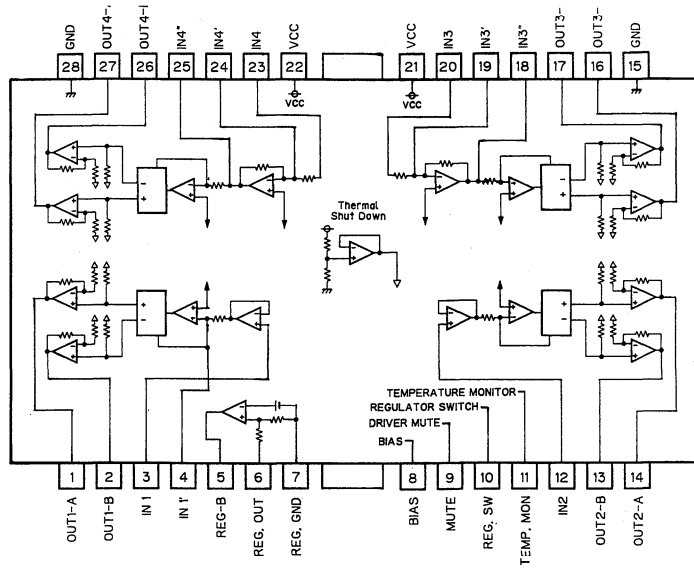 GND
OUT4-,
OUT4-I
IN4"
IN4'
IN4
VCC
VCC
IN3
IN3'
IN3"
OUT3-
OUT3-
GND
28 27 26 25 24 23 22 21 20 19 18 17 16 15
VCC
VCC
Thermal
Shut Down
TEMPERATURE MONITOR
REGULATOR SWITCH
DRIVER MUTE
BIAS
1 2 3 4 5 6 7 8 9 10 11 12 13 14
OUT1-A
OUT1-B
IN 1
IN 1'
REG-B
REG, OUT
REG, GND
BIAS
MUTE
REG, SW
TEMP, MON
IN2
OUT2-B
OUT2-A